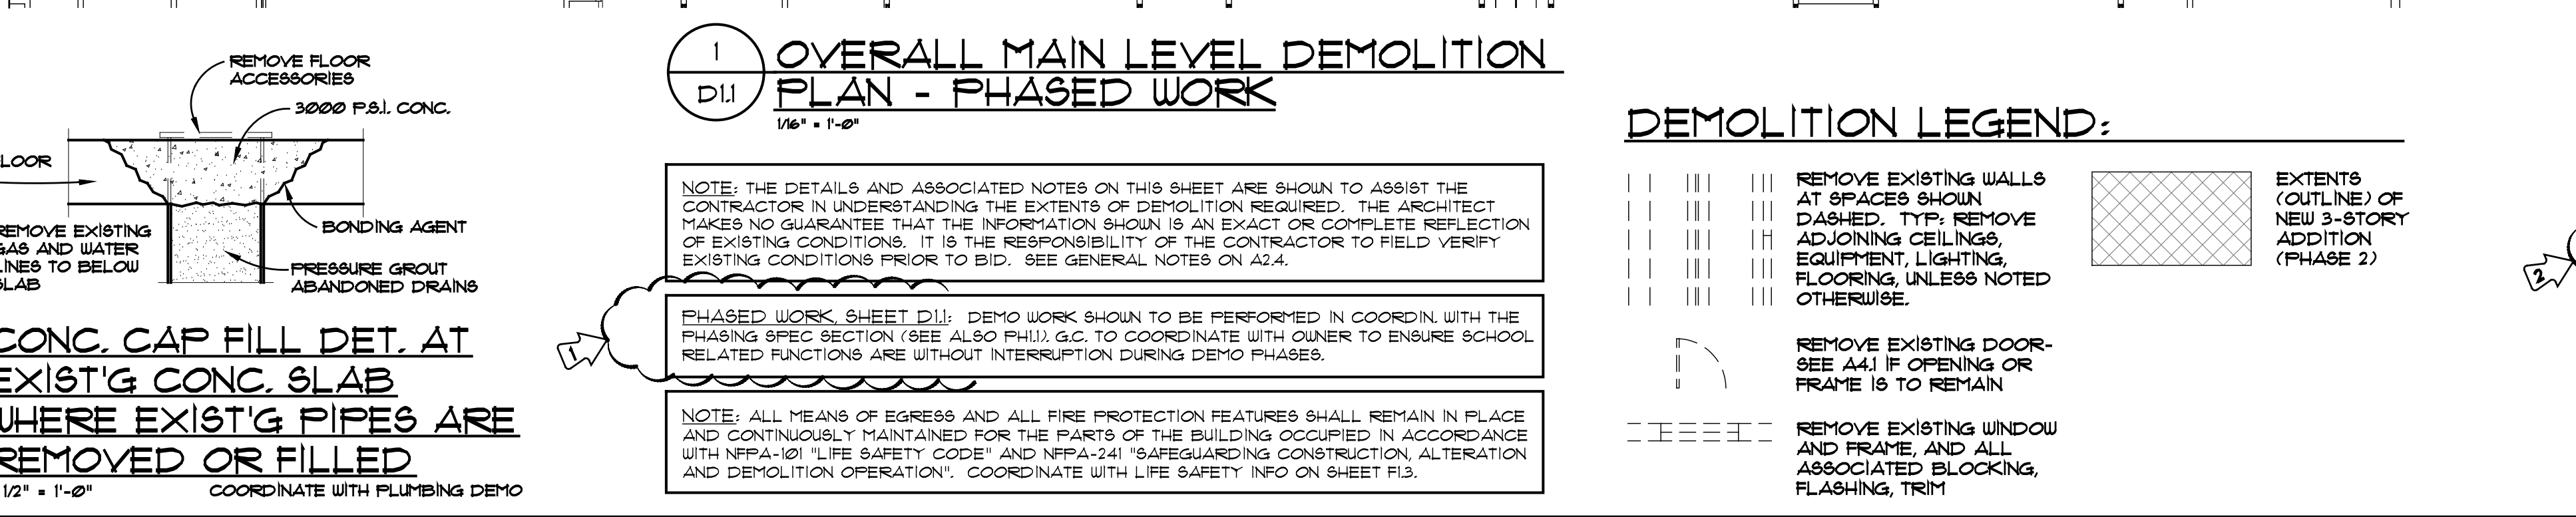 REMOVE FLOOR
ACCESSORIES
3000 P.S.I. CONC.
LOOR
BONDING AGENT
REMOVE EXISTING
GAS AND WATER
LINES TO BELOW
SLAB
PRESSURE GROUT
ABANDONED DRAINS
CONC. CAP FILL DET. AT
EXIST'G CONC. SLAB
WHERE EXIST'G PIPES ARE
REMOVED OR FILLED
1/2" = 1'-0"
COORDINATE WITH PLUMBING DEMO
1
D1.1
OVERALL MAIN LEVEL DEMOLITION
PLAN - PHASED WORK
1/16" = 1'-0"
NOTE: THE DETAILS AND ASSOCIATED NOTES ON THIS SHEET ARE SHOWN TO ASSIST THE
CONTRACTOR IN UNDERSTANDING THE EXTENTS OF DEMOLITION REQUIRED. THE ARCHITECT
MAKES NO GUARANTEE THAT THE INFORMATION SHOWN IS AN EXACT OR COMPLETE REFLECTION
OF EXISTING CONDITIONS. IT IS THE RESPONSIBILITY OF THE CONTRACTOR TO FIELD VERIFY
EXISTING CONDITIONS PRIOR TO BID. SEE GENERAL NOTES ON A2.4.
1
PHASED WORK, SHEET D1.1: DEMO WORK SHOWN TO BE PERFORMED IN COORDIN. WITH THE
PHASING SPEC SECTION (SEE ALSO PH1.1). G.C. TO COORDINATE WITH OWNER TO ENSURE SCHOOL
RELATED FUNCTIONS ARE WITHOUT INTERRUPTION DURING DEMO PHASES.
NOTE: ALL MEANS OF EGRESS AND ALL FIRE PROTECTION FEATURES SHALL REMAIN IN PLACE
AND CONTINUOUSLY MAINTAINED FOR THE PARTS OF THE BUILDING OCCUPIED IN ACCORDANCE
WITH NFPA-101 "LIFE SAFETY CODE" AND NFPA-241 "SAFEGUARDING CONSTRUCTION, ALTERATION
AND DEMOLITION OPERATION". COORDINATE WITH LIFE SAFETY INFO ON SHEET F1.3.
DEMOLITION LEGEND:
REMOVE EXISTING WALLS
AT SPACES SHOWN
DASHED. TYP: REMOVE
ADJOINING CEILINGS,
EQUIPMENT, LIGHTING,
FLOORING, UNLESS NOTED
OTHERWISE.
REMOVE EXISTING DOOR-
SEE A4.1 IF OPENING OR
FRAME IS TO REMAIN
REMOVE EXISTING WINDOW
AND FRAME, AND ALL
ASSOCIATED BLOCKING,
FLASHING, TRIM
EXTENTS
(OUTLINE) OF
NEW 3-STORY
ADDITION
(PHASE 2)
2